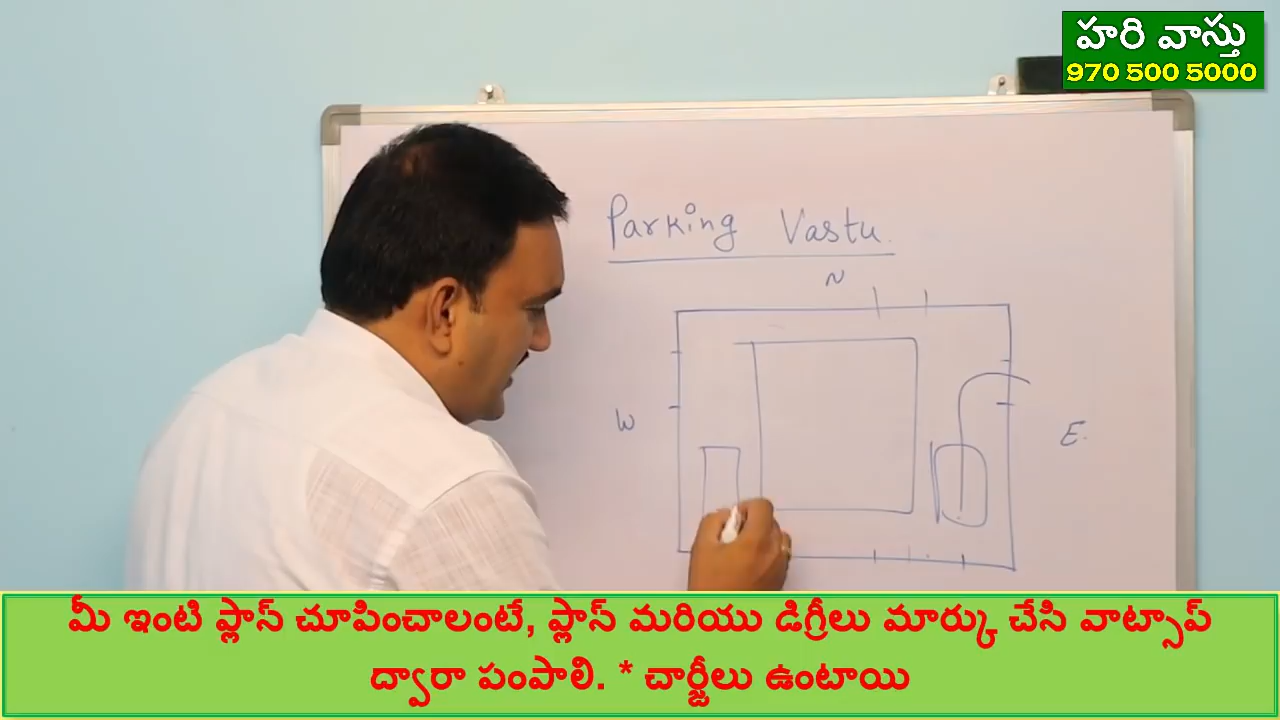 హరి వాస్తు
970 500 5000
Parking Vastu.
N
W
E.
మీ ఇంటి ప్లాన్ చూపించాలంటే, ప్లాన్ మరియు డిగ్రీలు మార్కు చేసి వాట్సాప్
ద్వారా పంపాలి. * చార్జీలు ఉంటాయి